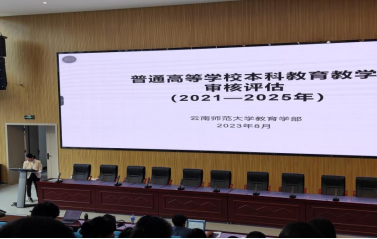 普通高等学校本科教育教学
审核评估
（2021—2025年）
云南师范大学教育学部
2023年8月